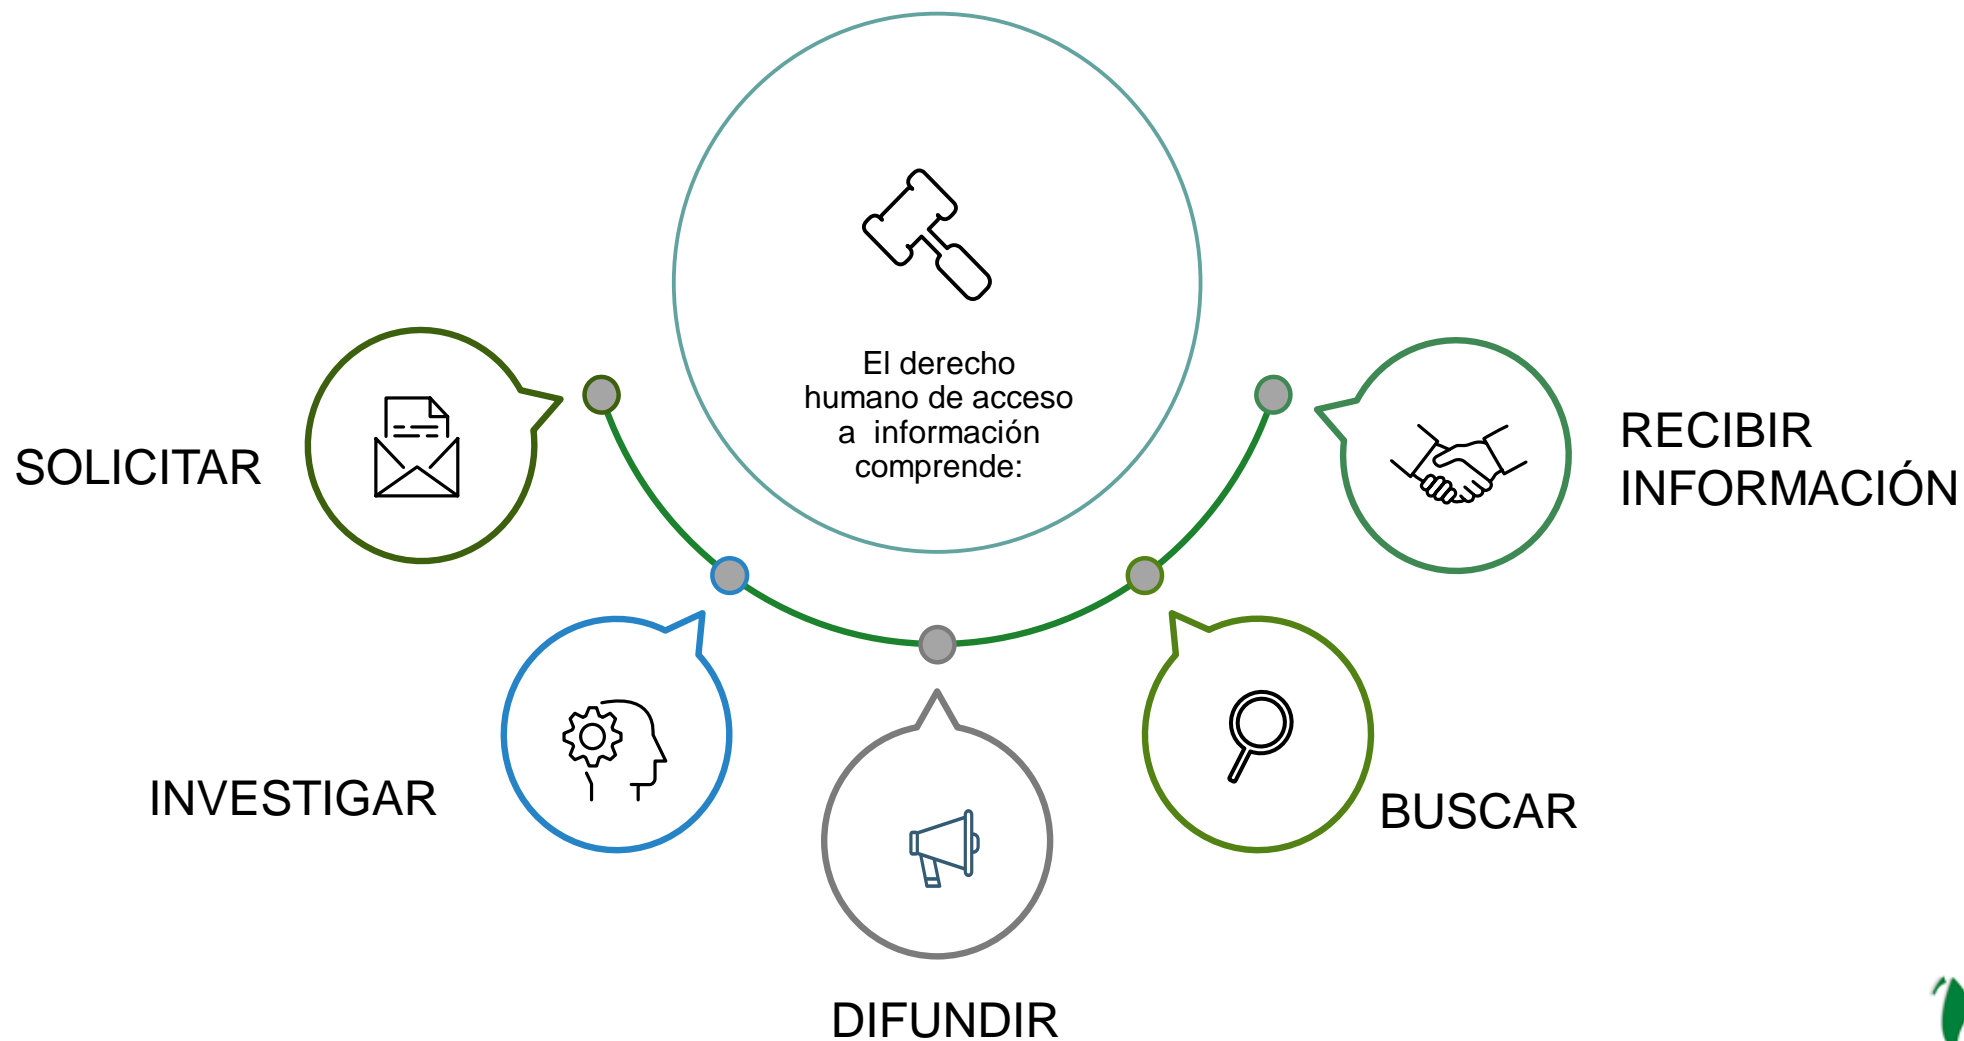 El derecho
humano de acceso
a información
comprende:
SOLICITAR
INVESTIGAR
DIFUNDIR
BUSCAR
RECIBIR
INFORMACIÓN